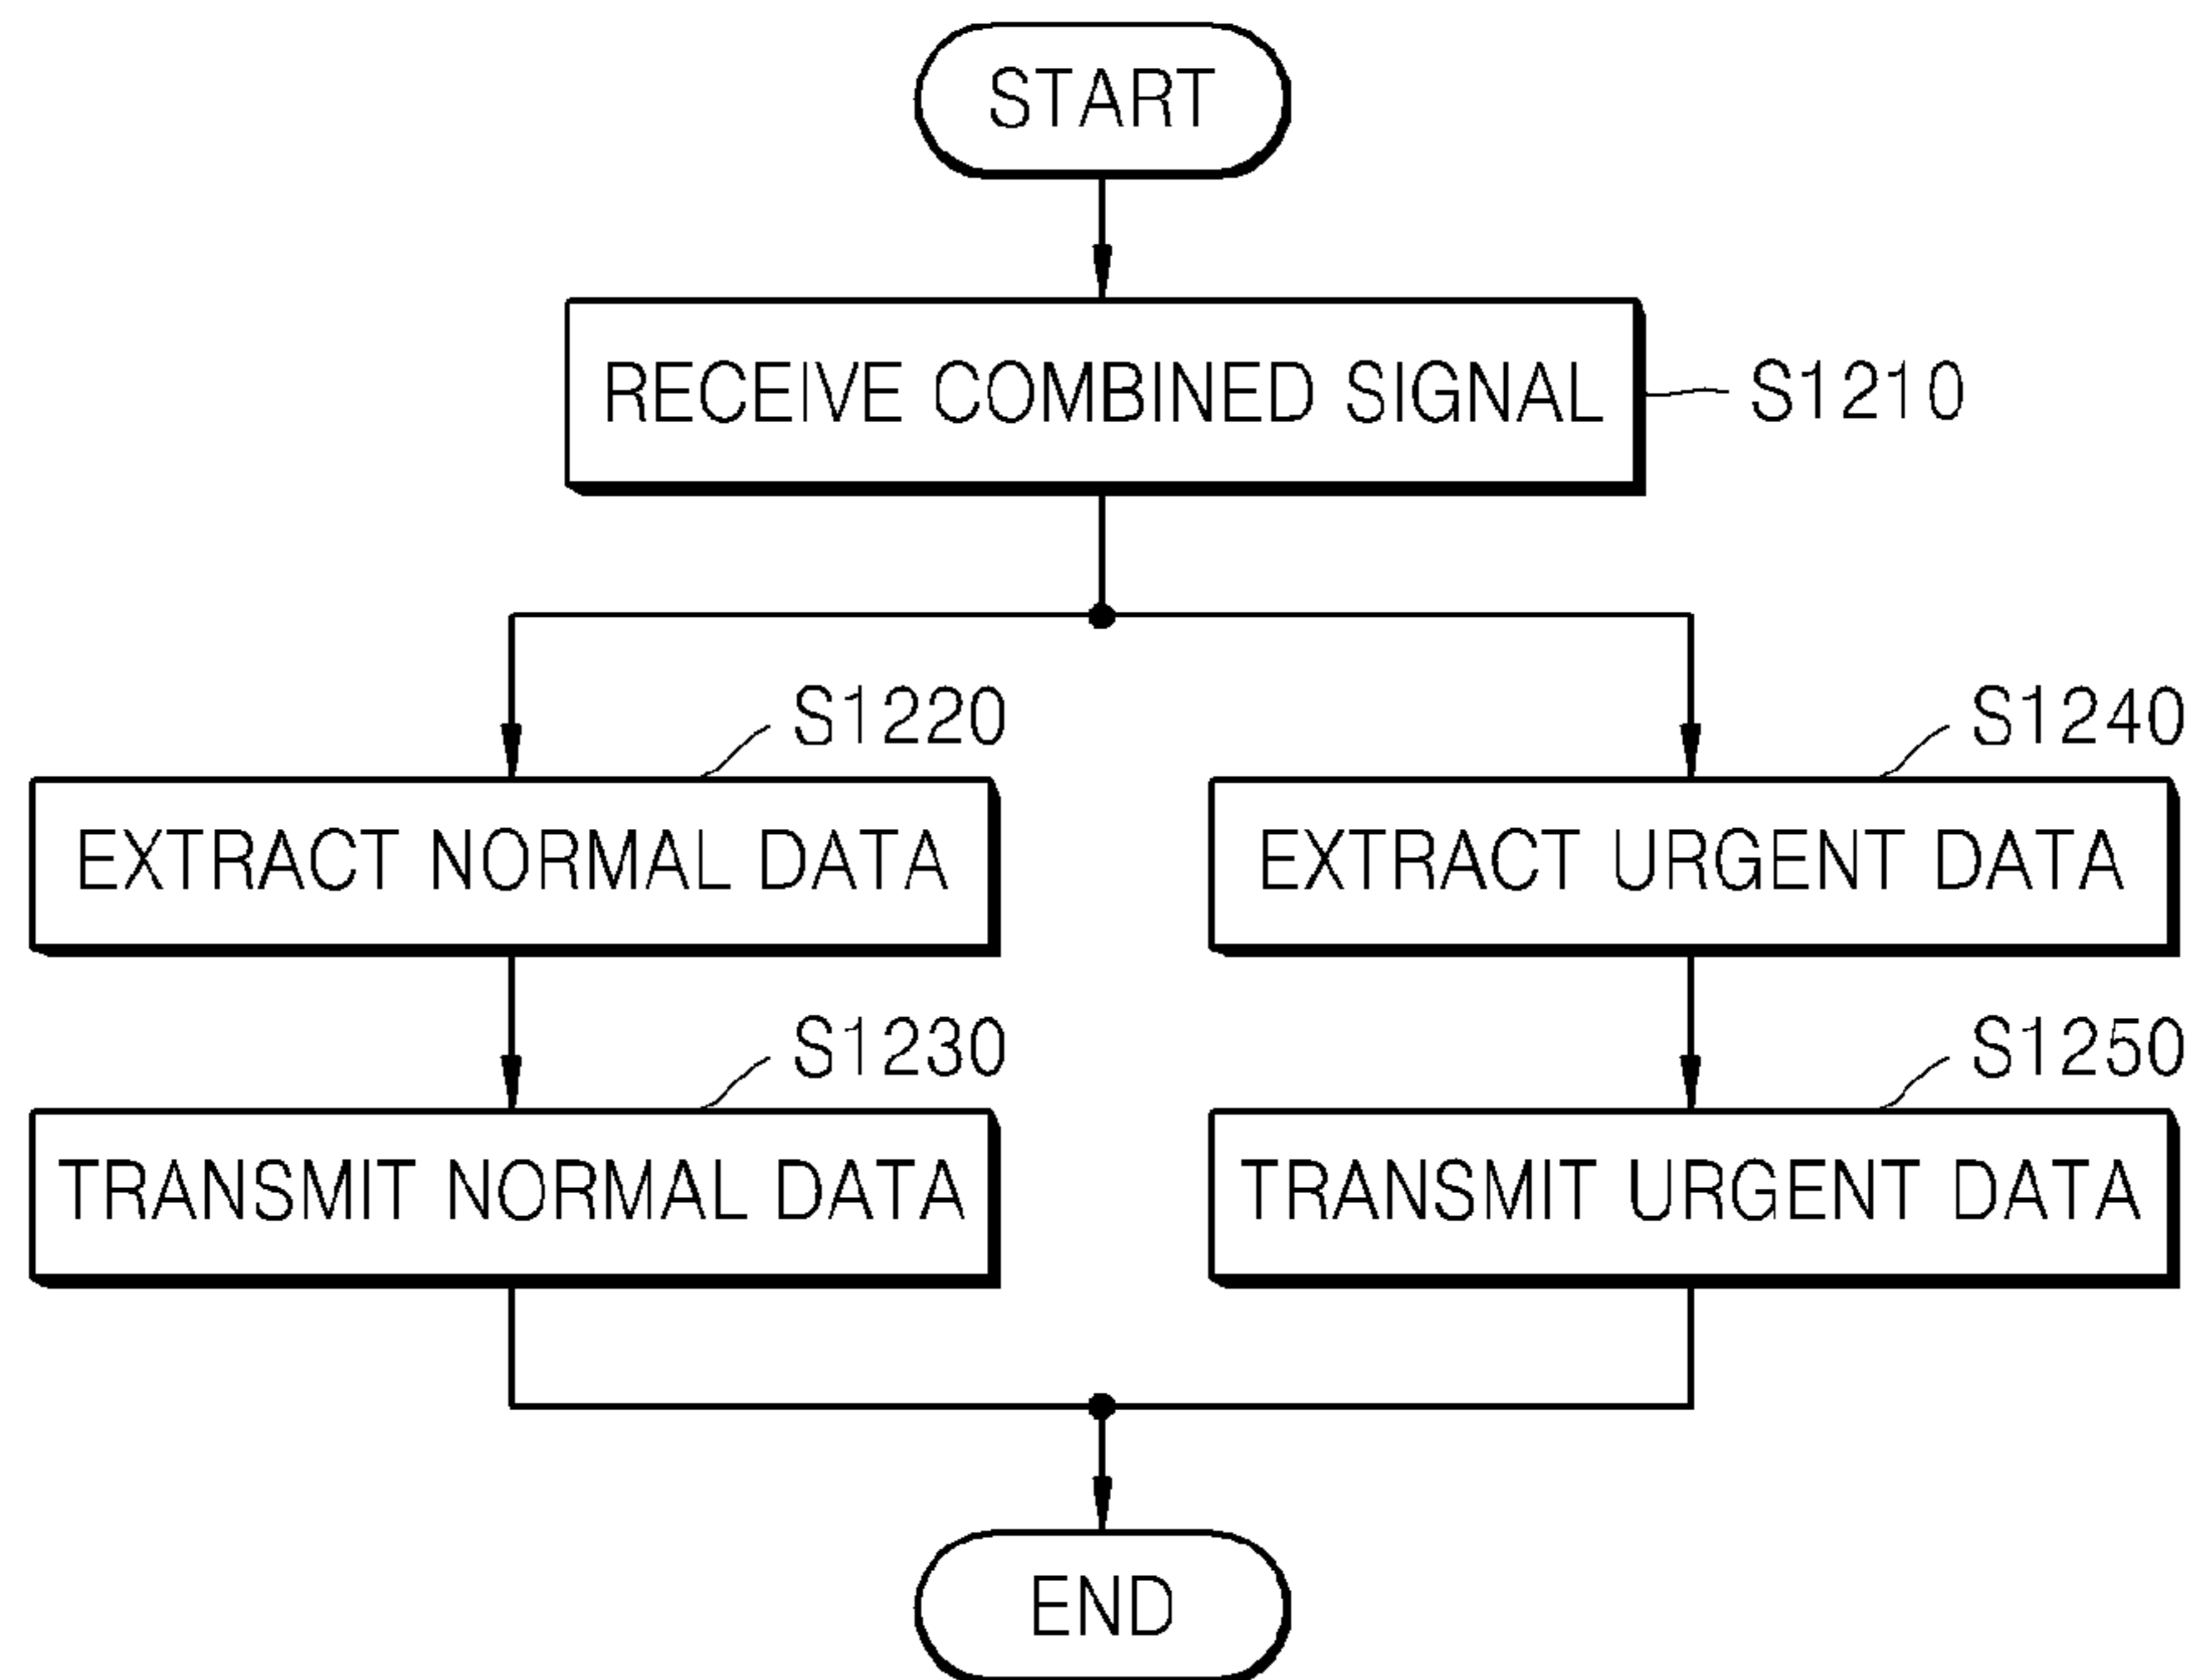 START
RECEIVE COMBINED SIGNAL
S1210
S1220
S1240
EXTRACT NORMAL DATA
EXTRACT URGENT DATA
S1230
S1250
TRANSMIT NORMAL DATA
TRANSMIT URGENT DATA
END